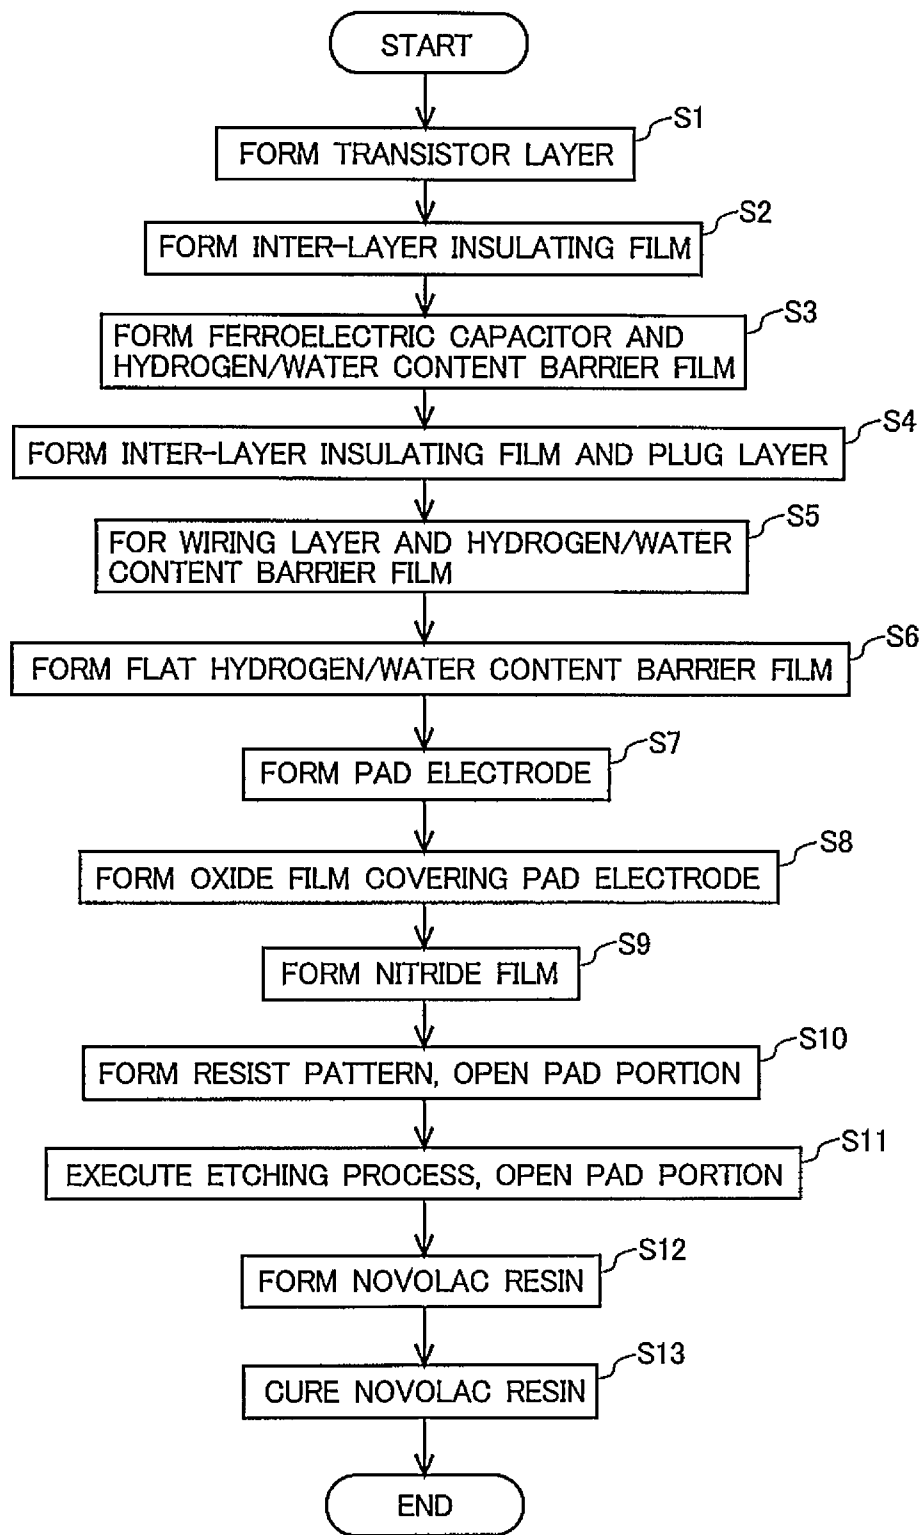 START
S1
FORM TRANSISTOR LAYER
S2
FORM INTER-LAYER INSULATING FILM
S3
FORM FERROELECTRIC CAPACITOR AND
HYDROGEN/WATER CONTENT BARRIER FILM
S4
FORM INTER-LAYER INSULATING FILM AND PLUG LAYER
S5
FOR WIRING LAYER AND HYDROGEN/WATER
CONTENT BARRIER FILM
S6
FORM FLAT HYDROGEN/WATER CONTENT BARRIER FILM
S7
FORM PAD ELECTRODE
S8
FORM OXIDE FILM COVERING PAD ELECTRODE
S9
FORM NITRIDE FILM
S10
FORM RESIST PATTERN, OPEN PAD PORTION
S11
EXECUTE ETCHING PROCESS, OPEN PAD PORTION
S12
FORM NOVOLAC RESIN
S13
CURE NOVOLAC RESIN
END